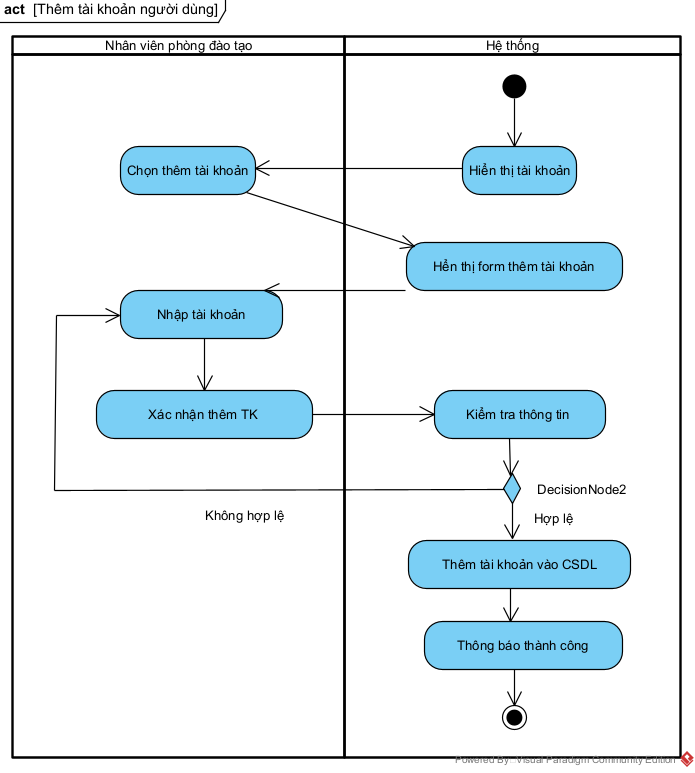 act [Thêm tài khoản người dùng]
Nhân viên phòng đào tạo
Hệ thống
Chọn thêm tài khoản
Hiển thị tài khoản
Hển thị form thêm tài khoản
Nhập tài khoản
Xác nhận thêm TK
Kiểm tra thông tin
DecisionNode2
Không hợp lệ
Hợp lệ
Thêm tài khoản vào CSDL
Thông báo thành công
Powered By: Visual Paradigm Community Edition